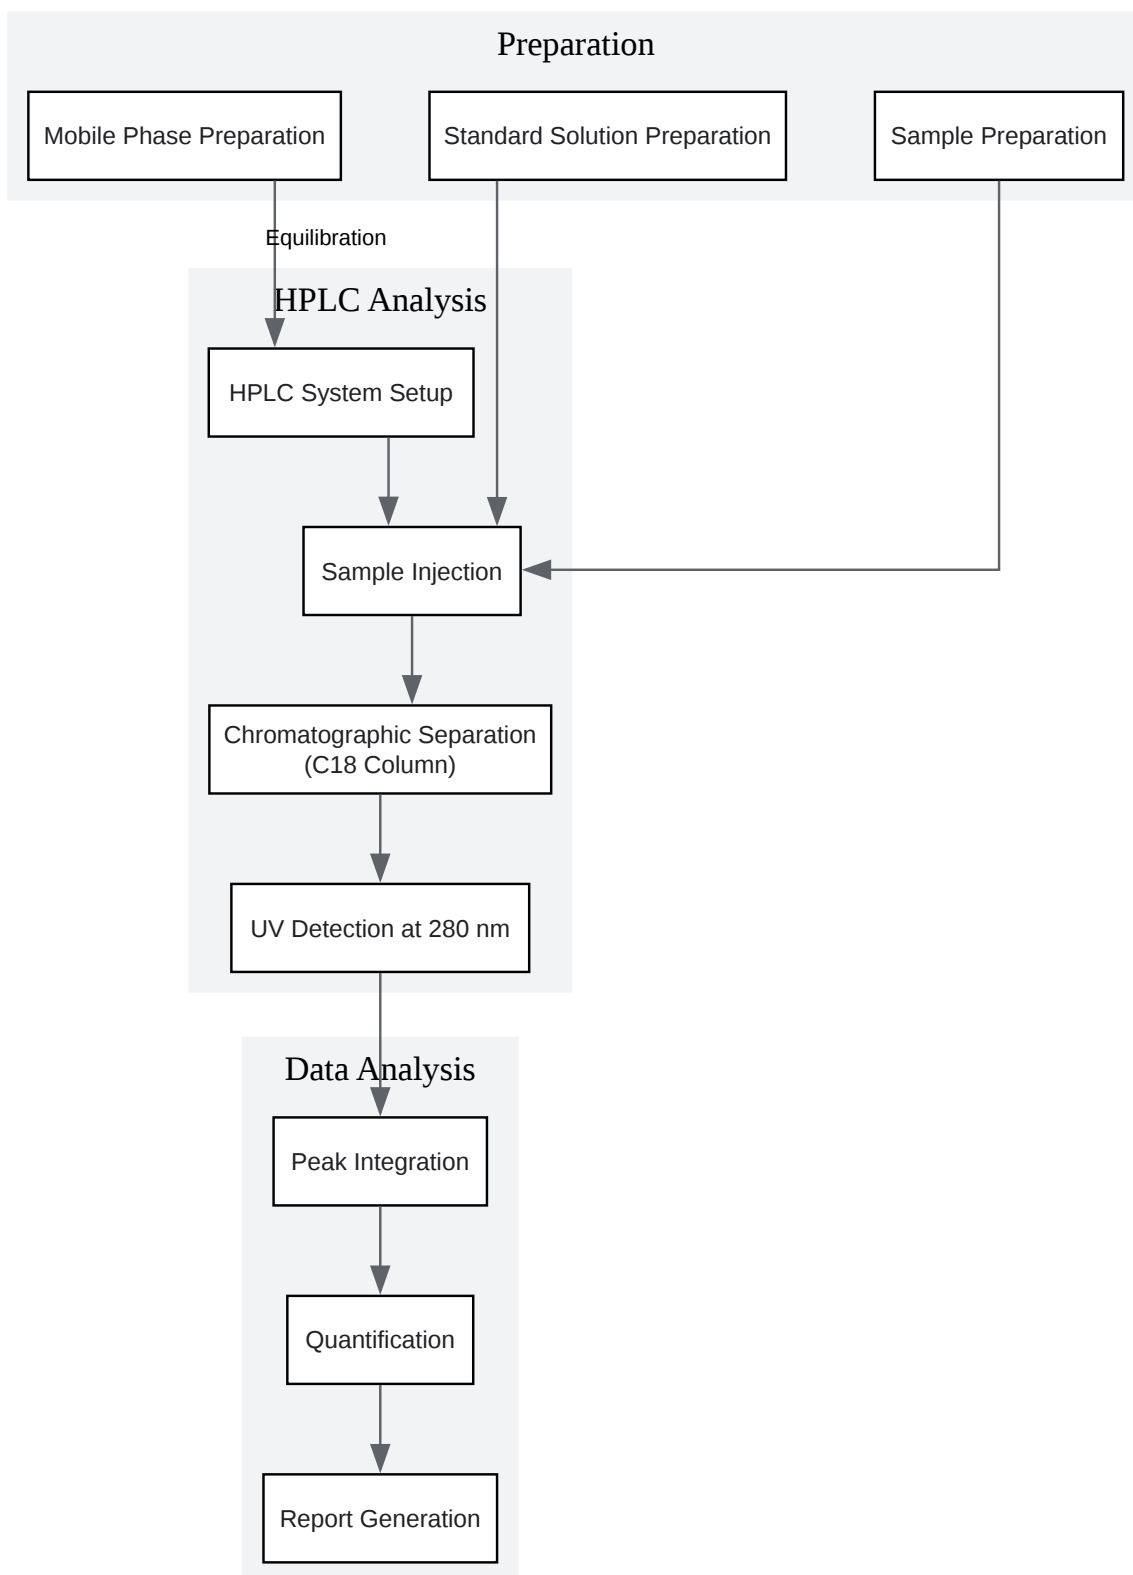 Preparation
Mobile Phase Preparation
Standard Solution Preparation
Sample Preparation
Equilibration
HPLC Analysis
HPLC System Setup
Sample Injection
Chromatographic Separation
(C18 Column)
UV Detection at 280 nm
Data Analysis
Peak Integration
Quantification
Report Generation